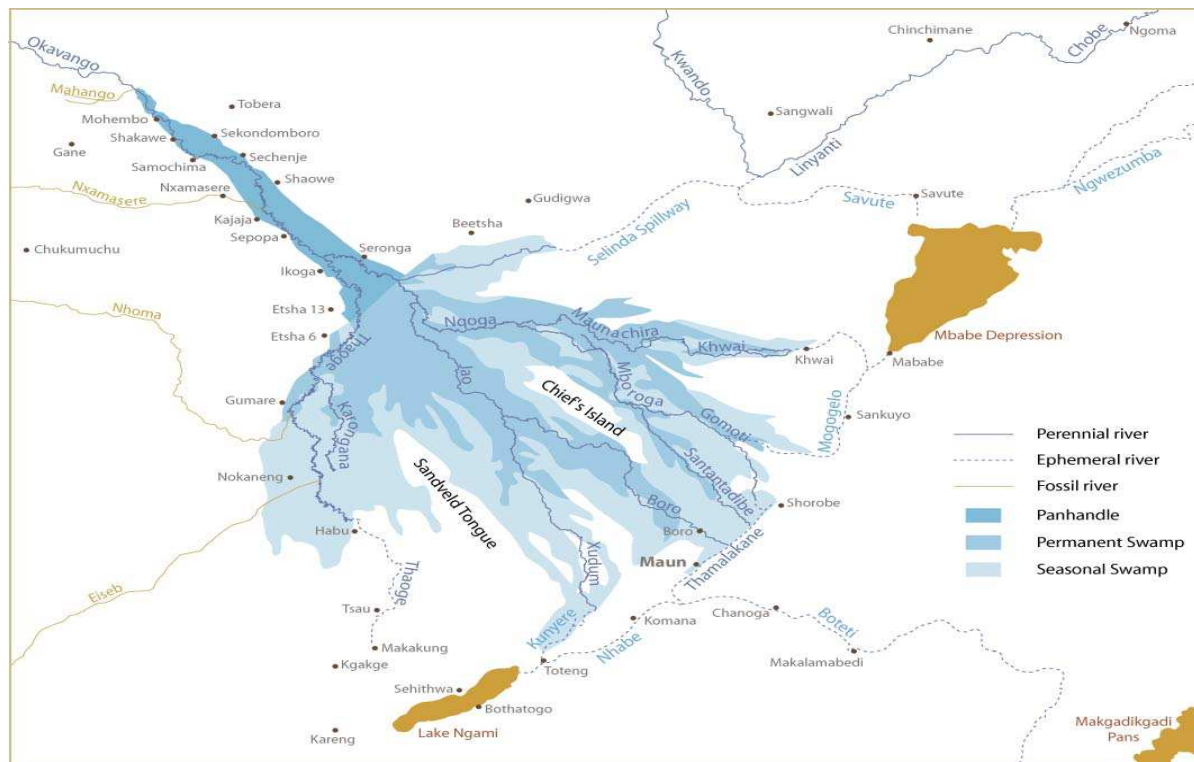 Okavango
Mahango
Mohembo
Tobera
Shakawe
Sekondomboro
Gane
Samochima
Sechenje
Nxamasere
Shaowe
Nxamasere
Kajaja
Sepopa
Chukumuchu
Seronga
Ikoga
Beetsha
Gudigwa
Selinda Spillway
Kwando
Chinchimane
Sangwali
Linyanti
Chobe
Ngoma
Ngwezumba
Savute
Savute
Mbabe Depression
Mababe
Nhoma
Etsha 13
Etsha 6
Thaoge
Nqoga
Maunachira
Khwai
Khwai
Jao
Mboroga
Chief's Island
Gomoti
Mogogelo
Sankuyo
Gumare
Karongana
Sandveld Tongue
Santantadibe
Nokaneng
Boro
Boro
Shorobe
Habu
Xudum
Maun
Thamalakane
Eiseb
Thaoge
Tsau
Makakung
Kgakge
Kunyere
Nhabe
Komana
Chanoga
Boteti
Makalamabedi
Toteng
Sehithwa
Bothatogo
Lake Ngami
Kareng
Makgadikgadi
Pans
Perennial river
Ephemeral river
Fossil river
Panhandle
Permanent Swamp
Seasonal Swamp